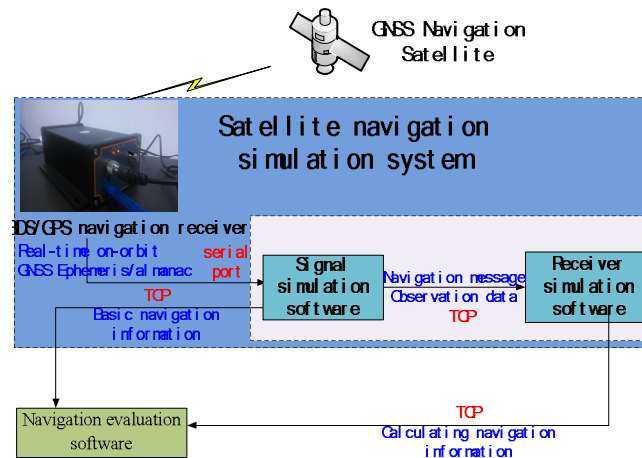 GNSS Navigation
Satellite
Satellite navigation
simulation system
BDS/GPS navigation receiver
Real-time on-orbit
GNSS Ephemeris/almanac
serial
port
Signal
simulation
software
Navigation message
Observation data
TCP
Receiver
simulation
software
TCP
Basic navigation
information
Navigation evaluation
software
TCP
Calculating navigation
information